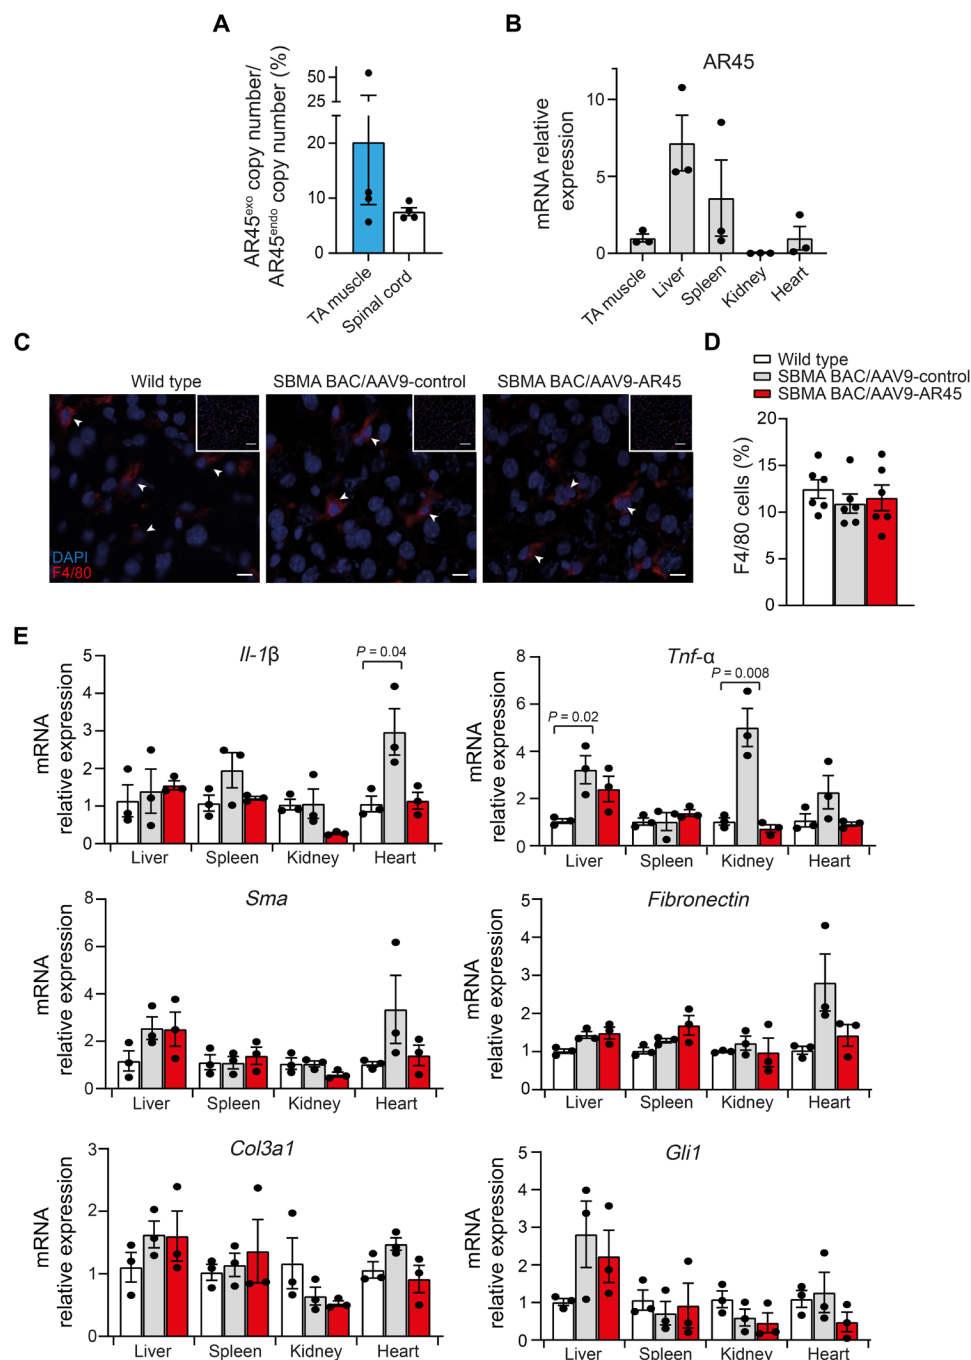 A
AR45exo copy number/
AR45endo copy number (%)
50
25
20
10
0
TA muscle
Spinal cord
B
AR45
mRNA relative
expression
10
5
0
TA muscle
Liver
Spleen
Kidney
Heart
C
Wild type
SBMA BAC/AAV9-control
SBMA BAC/AAV9-AR45
DAPI
F4/80
D
Wild type
SBMA BAC/AAV9-control
SBMA BAC/AAV9-AR45
F4/80 cells (%)
20
15
10
5
0
E
Il-1β
mRNA
relative expression
5
4
3
2
1
0
P = 0.04
Liver
Spleen
Kidney
Heart
Tnf-α
mRNA
relative expression
8
6
4
2
0
P = 0.02
P = 0.008
Liver
Spleen
Kidney
Heart
Sma
mRNA
relative expression
8
6
4
2
0
Liver
Spleen
Kidney
Heart
Fibronectin
mRNA
relative expression
5
4
3
2
1
0
Liver
Spleen
Kidney
Heart
Col3a1
mRNA
relative expression
3
2
1
0
Liver
Spleen
Kidney
Heart
Gli1
mRNA
relative expression
5
4
3
2
1
0
Liver
Spleen
Kidney
Heart